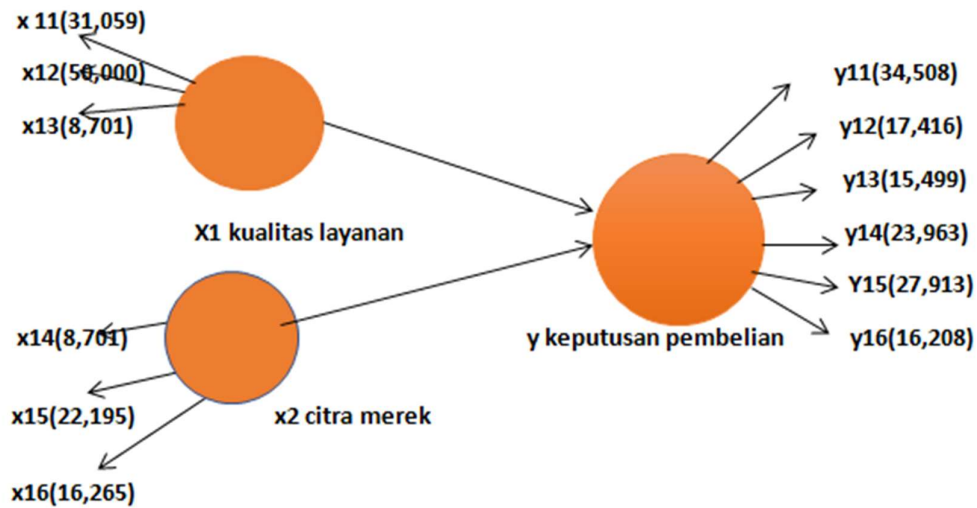 x 11(31,059)
x12(50,000)
x13(8,701)
X1 kualitas layanan
x14(8,701)
x15(22,195)
x2 citra merek
x16(16,265)
y11(34,508)
y12(17,416)
y13(15,499)
y14(23,963)
Y15(27,913)
y keputusan pembelian
y16(16,208)